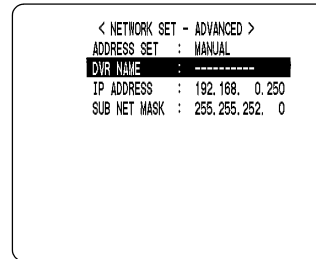 < NETWORK SET - ADVANCED >
ADDRESS SET : MANUAL
DVR NAME : ----------
IP ADDRESS : 192.168. 0.250
SUB NET MASK : 255.255.252. 0